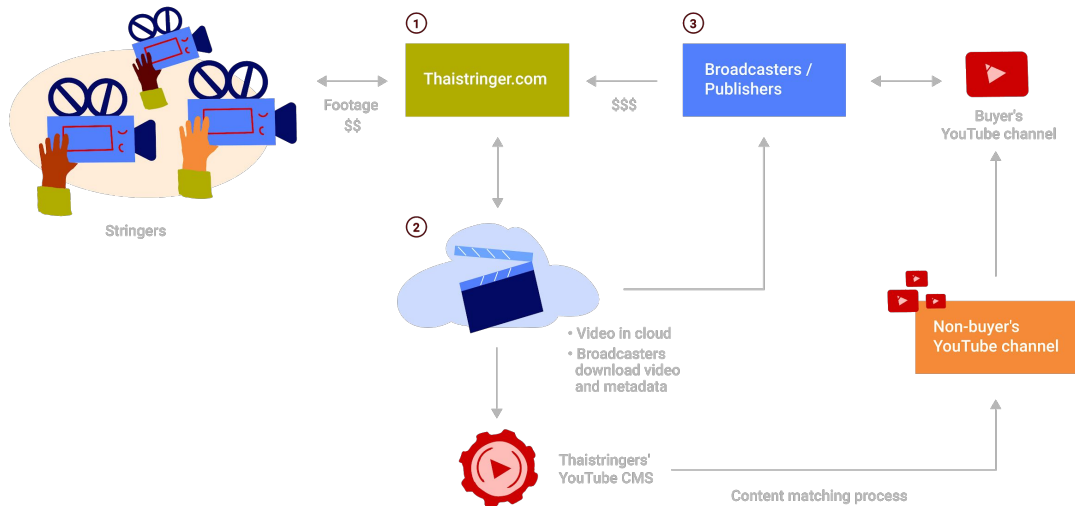 1
Thaistringer.com
3
Broadcasters /
Publishers
Footage
$$
$$$
Buyer's
YouTube channel
Stringers
2
• Video in cloud
• Broadcasters
download video
and metadata
Non-buyer's
YouTube channel
Thaistringers'
YouTube CMS
Content matching process